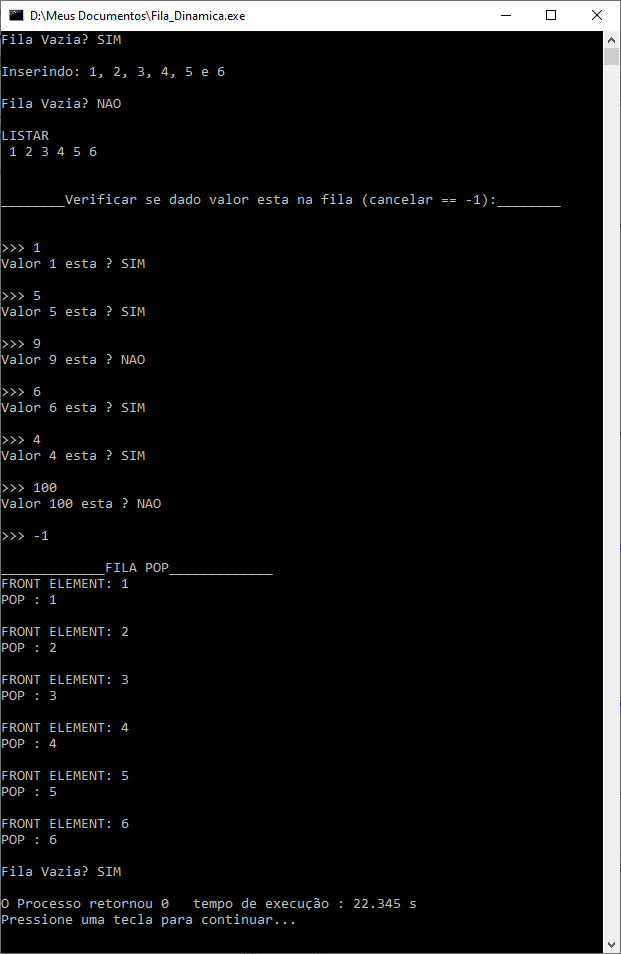 D:\Meus Documentos\Fila_Dinamica.exe
Fila Vazia? SIM
Inserindo: 1, 2, 3, 4, 5 e 6
Fila Vazia? NAO
LISTAR
1 2 3 4 5 6
________Verificar se dado valor esta na fila (cancelar == -1):________
>>> 1
Valor 1 esta ? SIM
>>> 5
Valor 5 esta ? SIM
>>> 9
Valor 9 esta ? NAO
>>> 6
Valor 6 esta ? SIM
>>> 4
Valor 4 esta ? SIM
>>> 100
Valor 100 esta ? NAO
>>> -1
_____________FILA POP_____________
FRONT ELEMENT: 1
POP : 1
FRONT ELEMENT: 2
POP : 2
FRONT ELEMENT: 3
POP : 3
FRONT ELEMENT: 4
POP : 4
FRONT ELEMENT: 5
POP : 5
FRONT ELEMENT: 6
POP : 6
Fila Vazia? SIM
O Processo retornou 0   tempo de execução : 22.345 s
Pressione uma tecla para continuar...